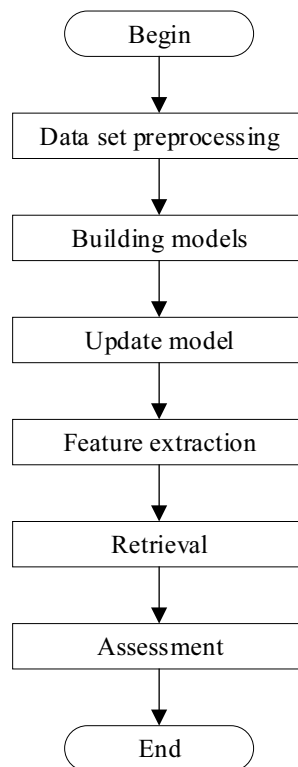 Begin
Data set preprocessing
Building models
Update model
Feature extraction
Retrieval
Assessment
End